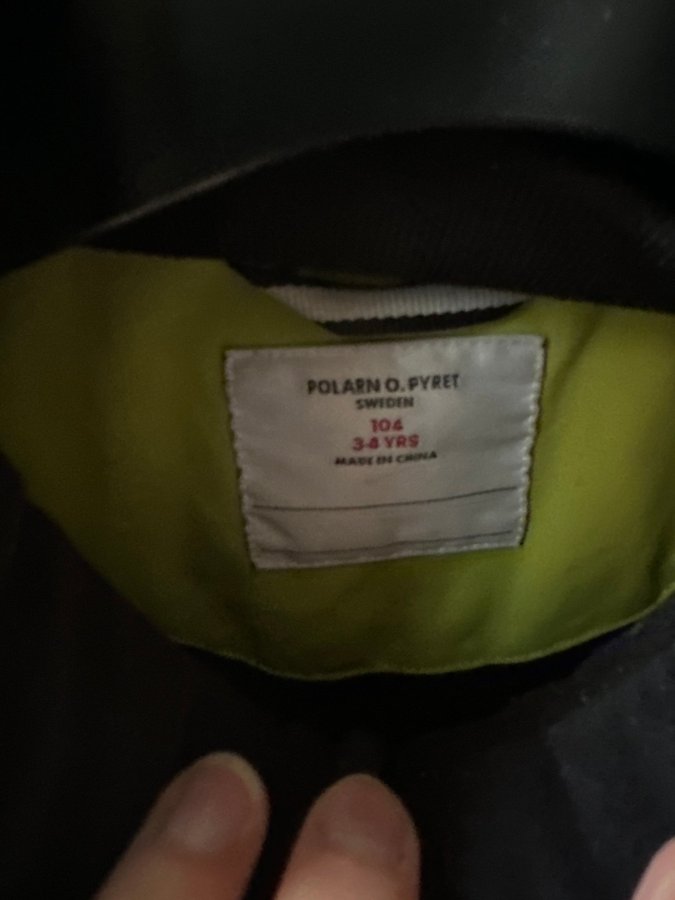 POLARN O. PYRET
SWEDEN
104
3-4 YRS
MADE IN CHINA